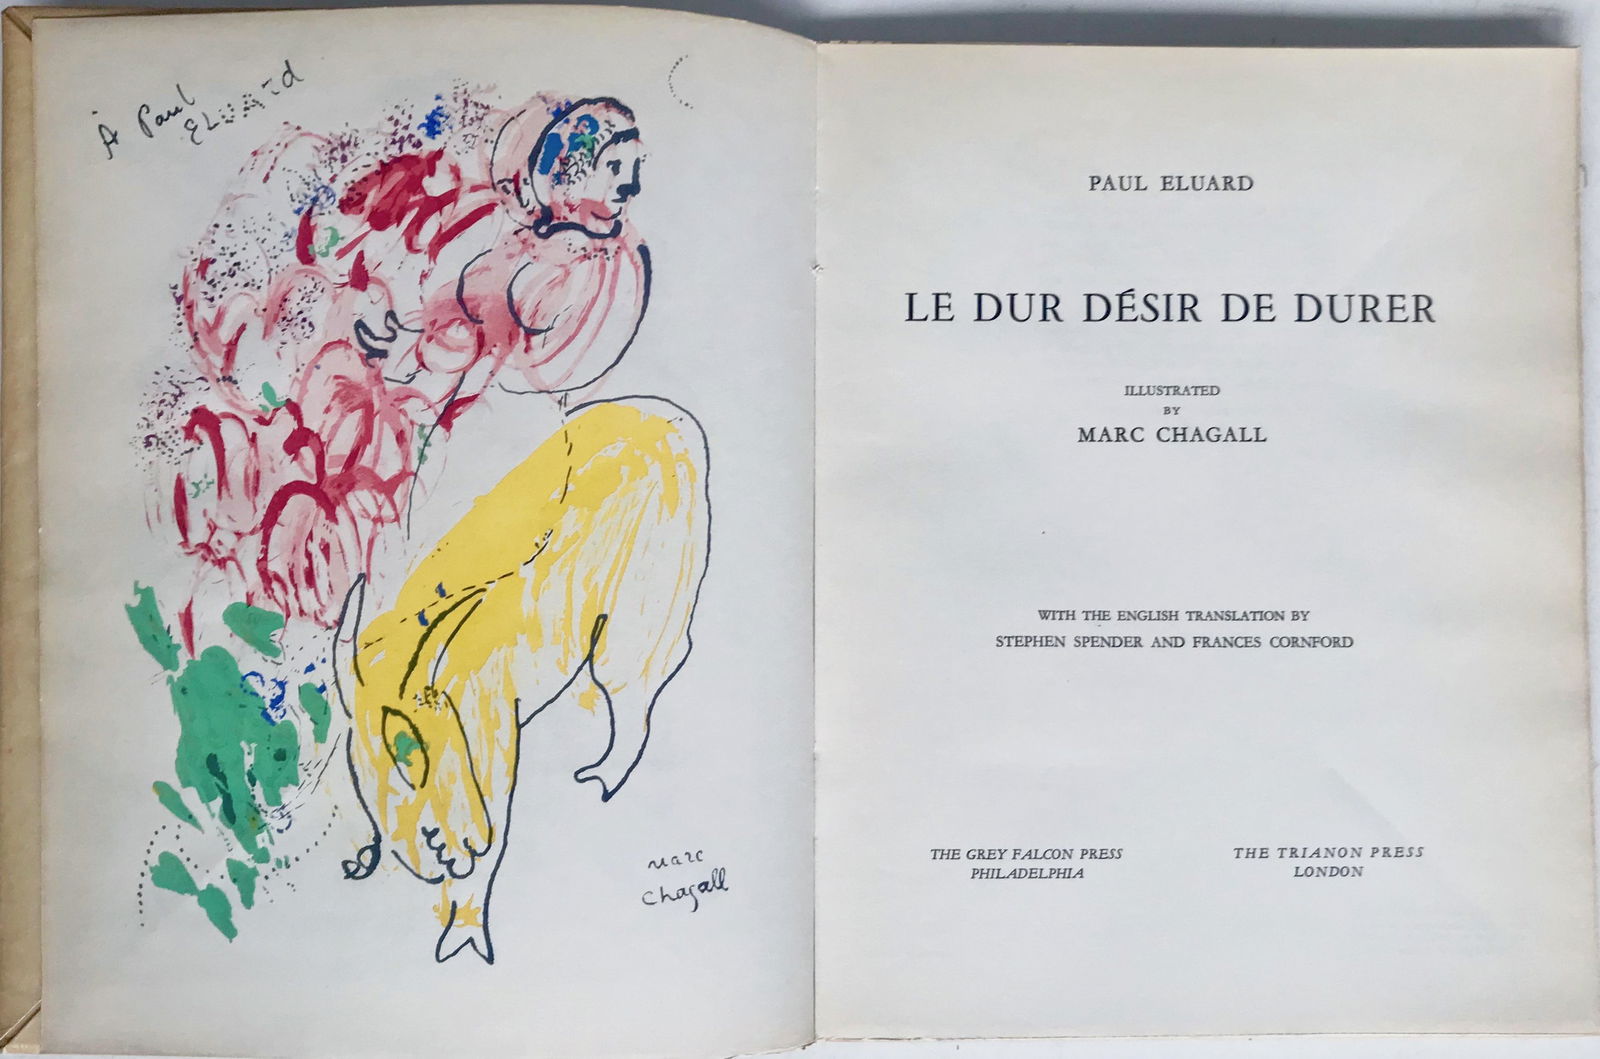 À Paul
ELUARd
Marc
Chagall
PAUL ELUARD
LE DUR DÉSIR DE DURER
ILLUSTRATED
BY
MARC CHAGALL
WITH THE ENGLISH TRANSLATION BY
STEPHEN SPENDER AND FRANCES CORNFORD
THE GREY FALCON PRESS
PHILADELPHIA
THE TRIANON PRESS
LONDON